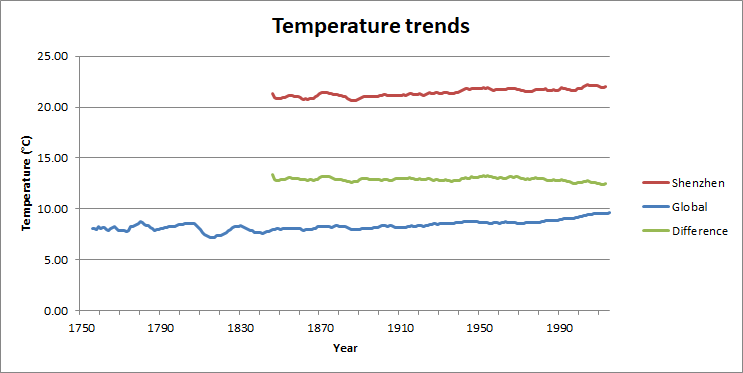 Temperature trends
25.00
20.00
15.00
10.00
5.00
0.00
Temperature (°C)
1750 1790 1830 1870 1910 1950 1990
Year
Shenzhen
Global
Difference